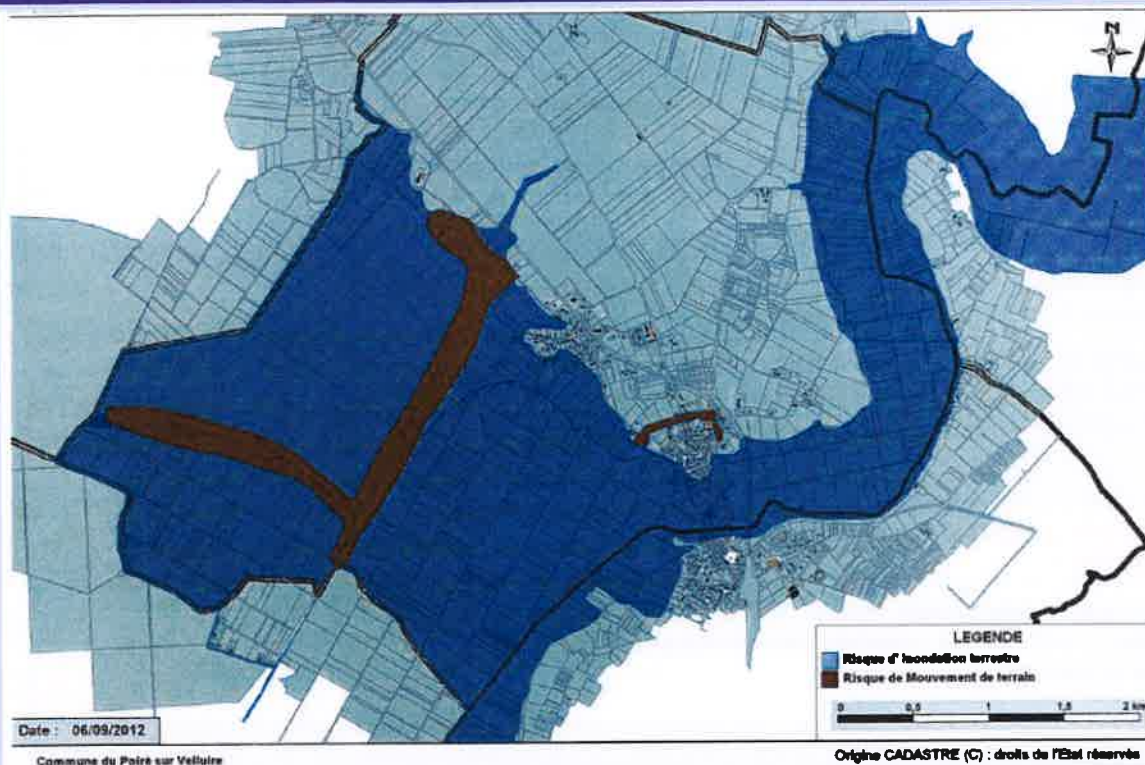 N
LEGENDE
Risque d' Inondation terrestre
Risque de Mouvement de terrain
0 0,5 1 1,5 2 km
Date : 06/09/2012
Commune du Poiré sur Velluire
Origine CADASTRE (C) : droits de l'État réservés